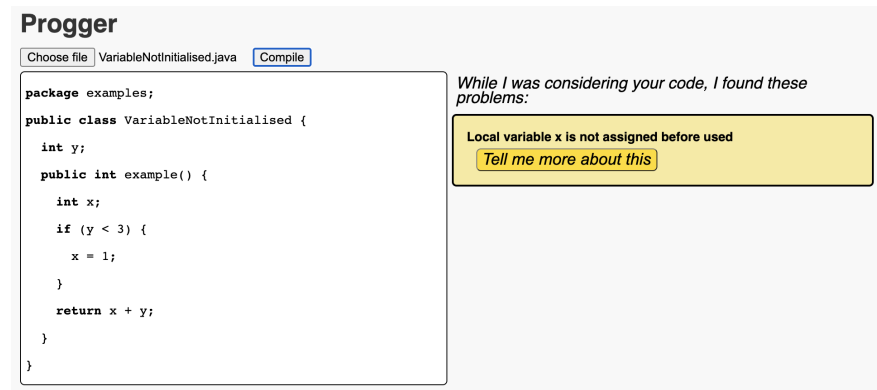 Progger
Choose file VariableNotInitialised.java Compile
package examples;
public class VariableNotInitialised {
int y;
public int example() {
int x;
if (y < 3) {
x = 1;
}
return x + y;
}
}
While I was considering your code, I found these
problems:
Local variable x is not assigned before used
Tell me more about this